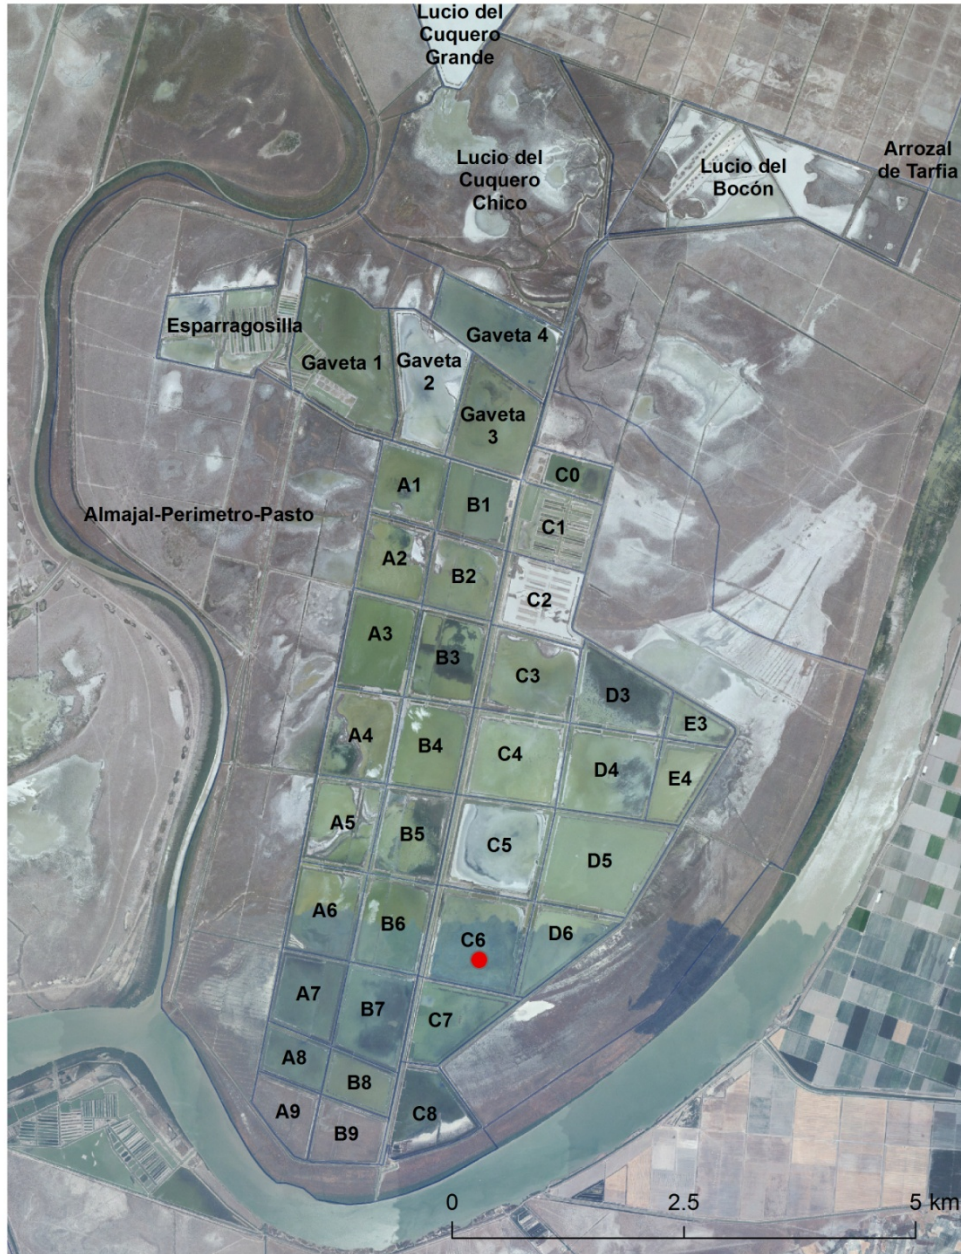 Lucio del
Cuquero
Grande
Lucio del
Cuquero
Chico
Lucio del
Bocón
Arrozal
de Tarfia
Esparragosilla
Gaveta 1
Gaveta
2
Gaveta 4
Gaveta
3
Almajal-Perimetro-Pasto
A1
B1
C0
C1
A2
B2
C2
A3
B3
C3
D3
E3
A4
B4
C4
D4
E4
A5
B5
C5
D5
A6
B6
C6
D6
A7
B7
C7
A8
B8
C8
A9
B9
0
2.5
5 km